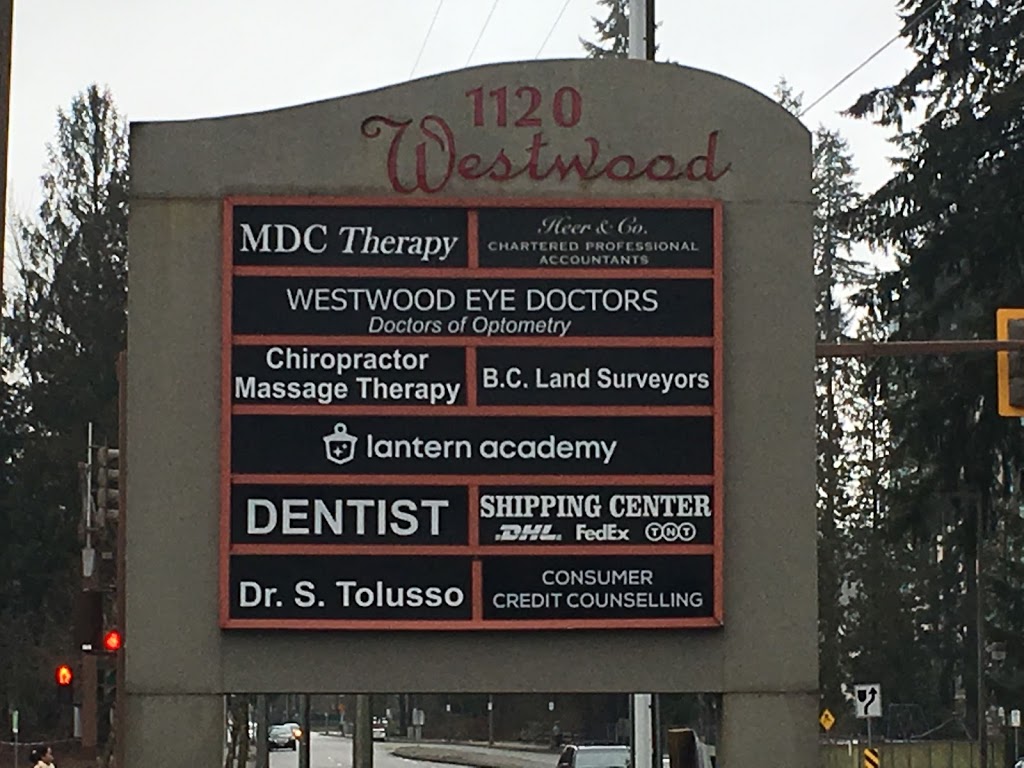 1120
Westwood
MDC Therapy
Heer & Co.
CHARTERED PROFESSIONAL
ACCOUNTANTS
WESTWOOD EYE DOCTORS
Doctors of Optometry
Chiropractor
Massage Therapy
B.C. Land Surveyors
lantern academy
DENTIST
SHIPPING CENTER
DHL FedEx TNT
Dr. S. Tolusso
CONSUMER
CREDIT COUNSELLING